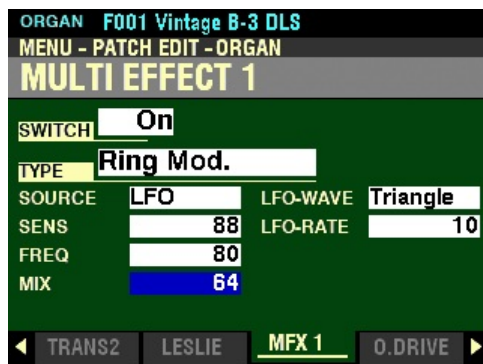 ORGAN F001 Vintage B-3 DLS
MENU - PATCH EDIT - ORGAN
MULTI EFFECT 1
SWITCH On
TYPE Ring Mod.
SOURCE LFO LFO-WAVE Triangle
SENS 88 LFO-RATE 10
FREQ 80
MIX 64
TRANS2 LESLIE MFX 1 O.DRIVE